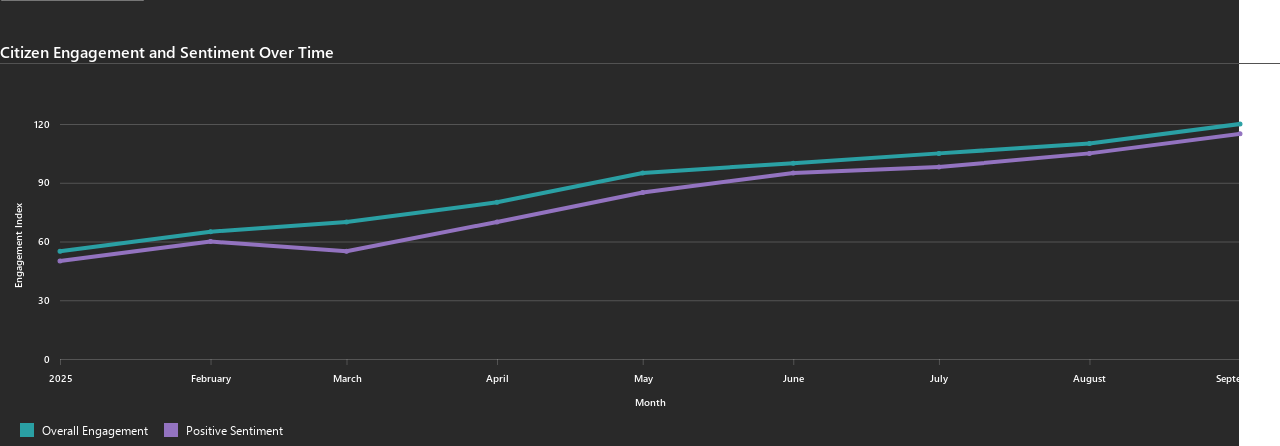 Citizen Engagement and Sentiment Over Time
120
90
60
30
0
Engagement Index
2025 February March April May June July August Septe
Month
Overall Engagement Positive Sentiment